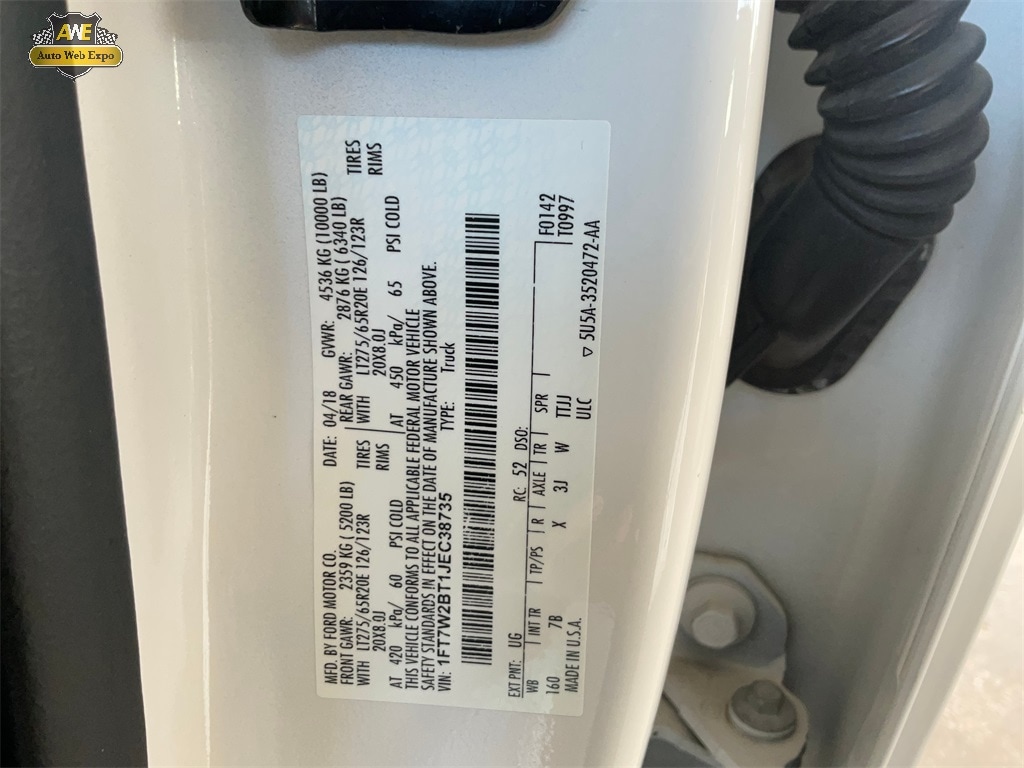 AWE
Auto Web Expo
MFD. BY FORD MOTOR CO. DATE: 04/18 GVWR: 4536 KG (10000 LB)
FRONT GAWR: 2359 KG ( 5200 LB) REAR GAWR: 2876 KG ( 6340 LB)
WITH LT275/65R20E 126/123R TIRES WITH LT275/65R20E 126/123R TIRES
20X8.0J RIMS 20X8.0J RIMS
AT 420 kPa/ 60 PSI COLD AT 450 kPa/ 65 PSI COLD
THIS VEHICLE CONFORMS TO ALL APPLICABLE FEDERAL MOTOR VEHICLE
SAFETY STANDARDS IN EFFECT ON THE DATE OF MANUFACTURE SHOWN ABOVE.
VIN: 1FT7W2BT1JEC38735 TYPE: Truck
EXT PNT: UG RC: 52 DSO: F0142
WB INT TR TP/PS R AXLE TR SPR T0997
160 7B X 3J W TTJJ
MADE IN U.S.A. ULC ▽ 5U5A-3520472-AA